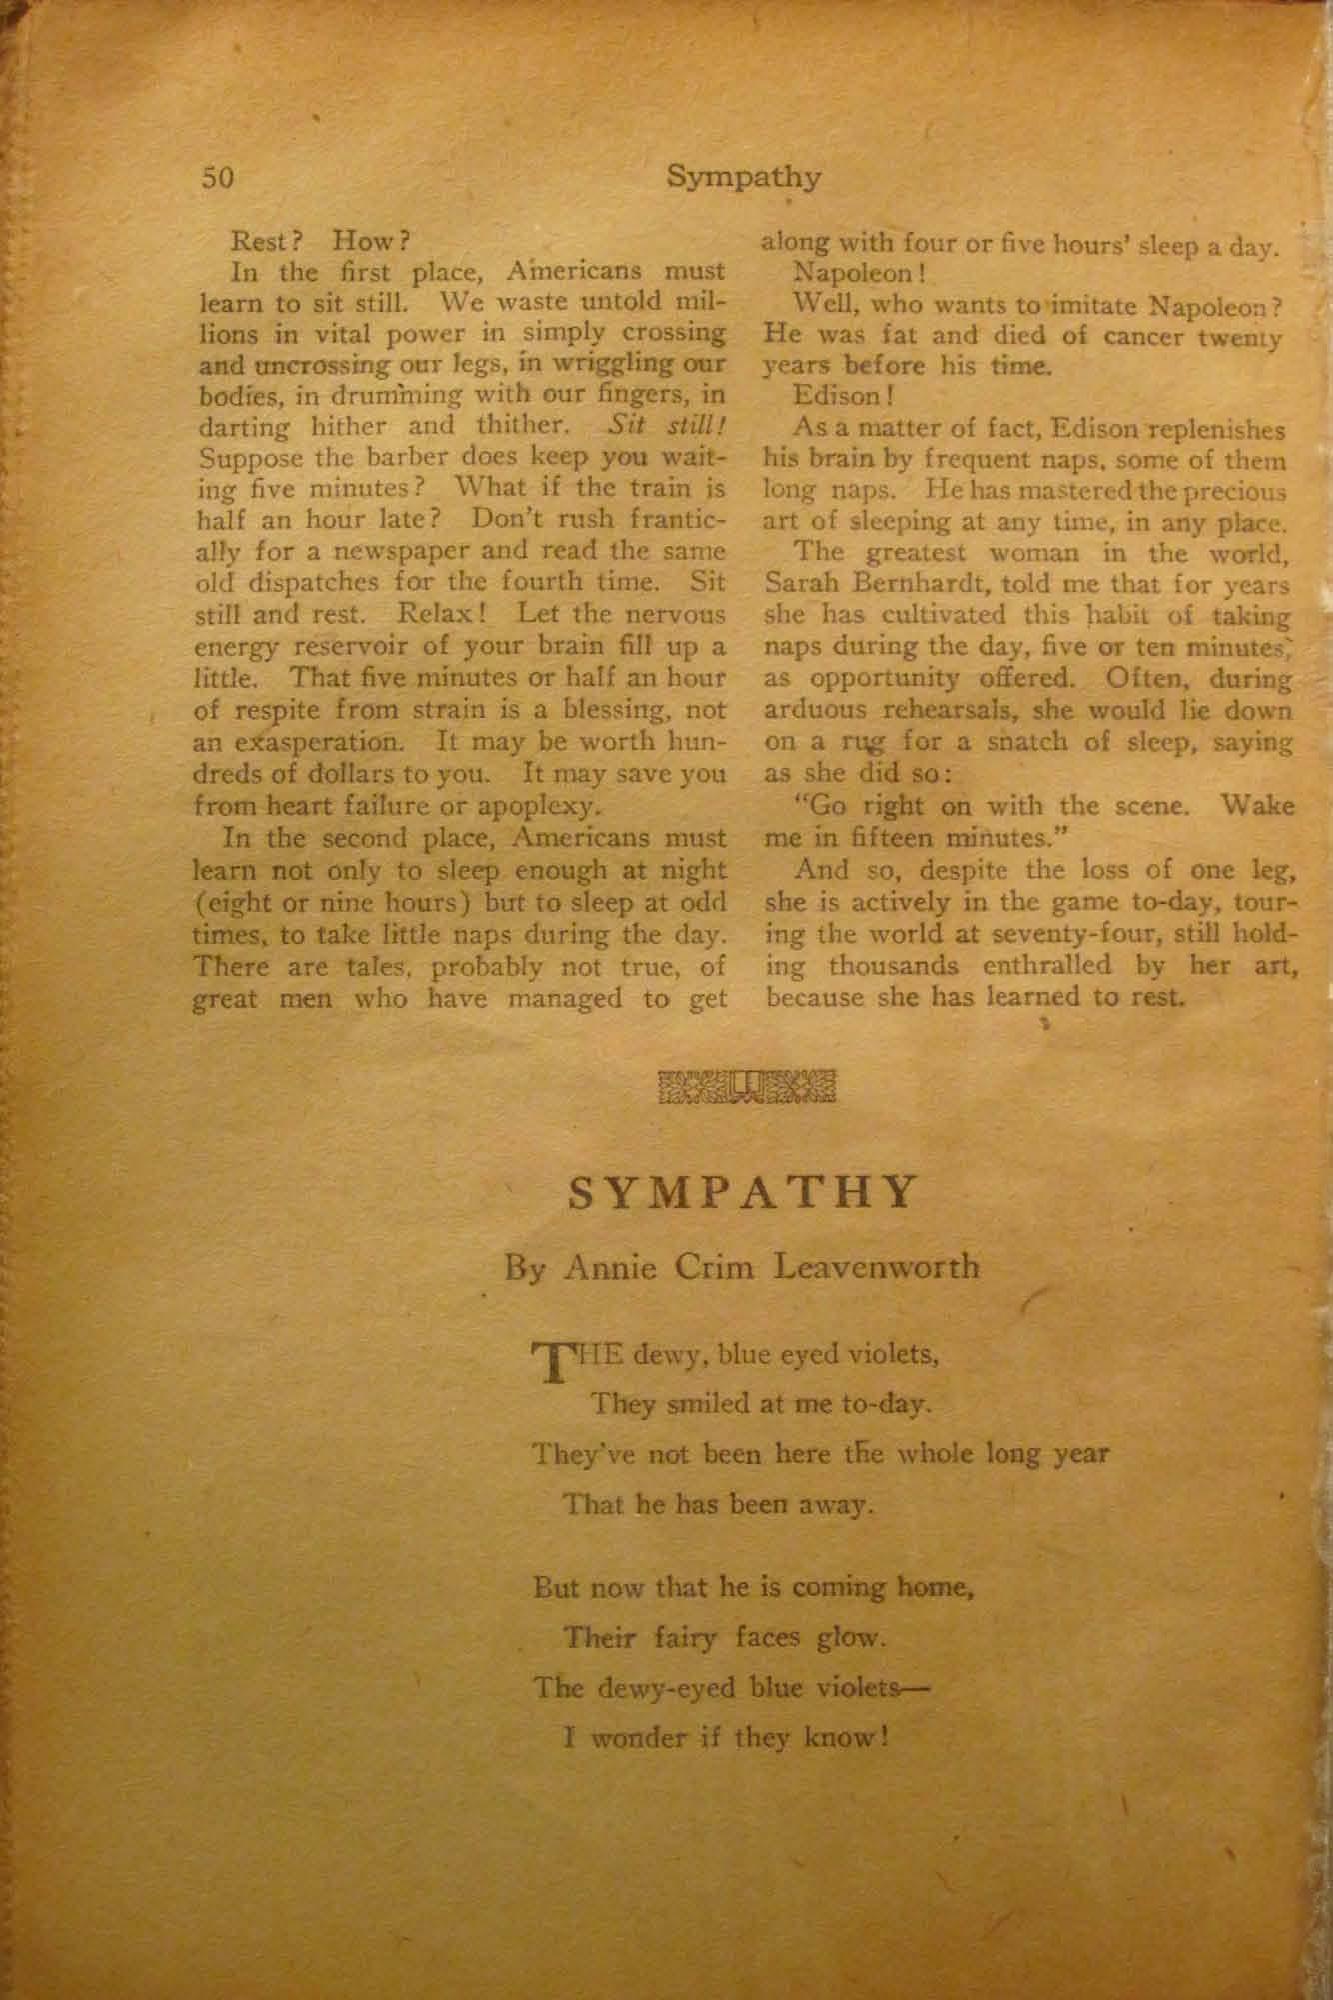 50
Sympathy
Rest? How?
In the first place, Americans must
learn to sit still. We waste untold mil-
lions in vital power in simply crossing
and uncrossing our legs, in wriggling our
bodies, in drumming with our fingers, in
darting hither and thither. Sit still!
Suppose the barber does keep you wait-
ing five minutes? What if the train is
half an hour late? Don't rush frantic-
ally for a newspaper and read the same
old dispatches for the fourth time. Sit
still and rest. Relax! Let the nervous
energy reservoir of your brain fill up a
little. That five minutes or half an hour
of respite from strain is a blessing, not
an exasperation. It may be worth hun-
dreds of dollars to you. It may save you
from heart failure or apoplexy.
In the second place, Americans must
learn not only to sleep enough at night
(eight or nine hours) but to sleep at odd
times, to take little naps during the day.
There are tales, probably not true, of
great men who have managed to get
along with four or five hours' sleep a day.
Napoleon!
Well, who wants to imitate Napoleon?
He was fat and died of cancer twenty
years before his time.
Edison!
As a matter of fact, Edison replenishes
his brain by frequent naps, some of them
long naps. He has mastered the precious
art of sleeping at any time, in any place.
The greatest woman in the world,
Sarah Bernhardt, told me that for years
she has cultivated this habit of taking
naps during the day, five or ten minutes,
as opportunity offered. Often, during
arduous rehearsals, she would lie down
on a rug for a snatch of sleep, saying
as she did so:
"Go right on with the scene. Wake
me in fifteen minutes."
And so, despite the loss of one leg,
she is actively in the game to-day, tour-
ing the world at seventy-four, still hold-
ing thousands enthralled by her art,
because she has learned to rest.
SYMPATHY
By Annie Crim Leavenworth
THE dewy, blue eyed violets,
They smiled at me to-day.
They've not been here the whole long year
That he has been away.
But now that he is coming home,
Their fairy faces glow.
The dewy-eyed blue violets—
I wonder if they know!